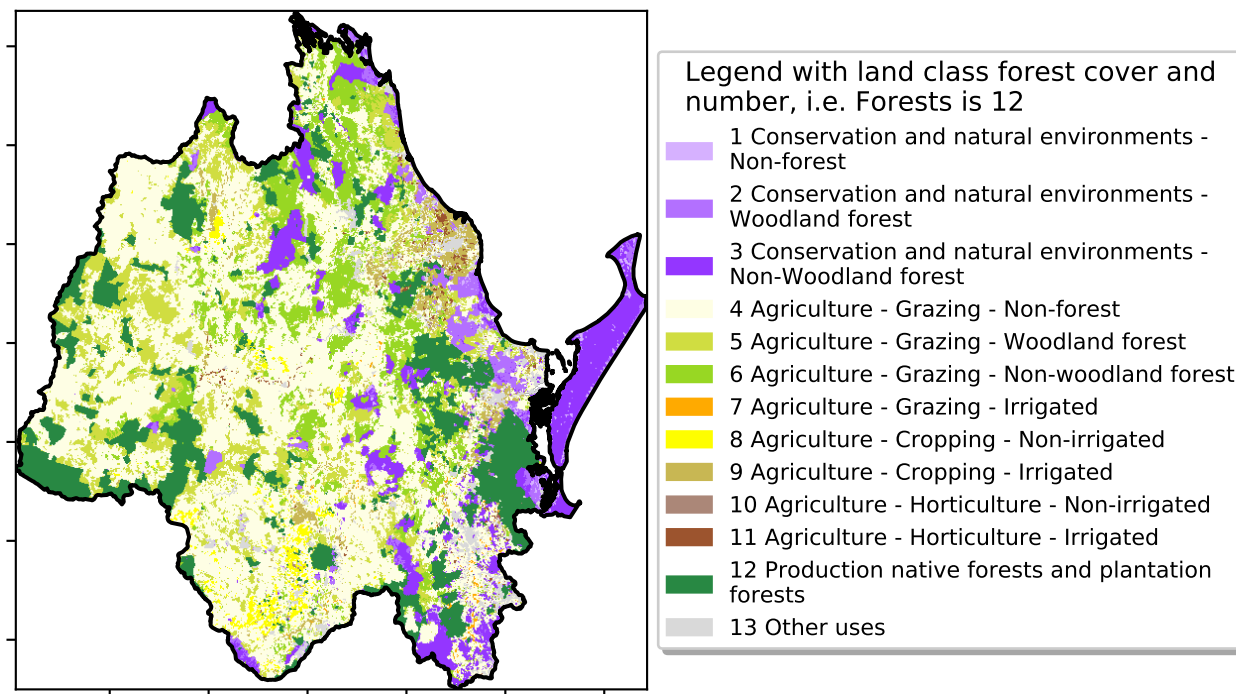 Legend with land class forest cover and
number, i.e. Forests is 12
1 Conservation and natural environments -
Non-forest
2 Conservation and natural environments -
Woodland forest
3 Conservation and natural environments -
Non-Woodland forest
4 Agriculture - Grazing - Non-forest
5 Agriculture - Grazing - Woodland forest
6 Agriculture - Grazing - Non-woodland forest
7 Agriculture - Grazing - Irrigated
8 Agriculture - Cropping - Non-irrigated
9 Agriculture - Cropping - Irrigated
10 Agriculture - Horticulture - Non-irrigated
11 Agriculture - Horticulture - Irrigated
12 Production native forests and plantation
forests
13 Other uses